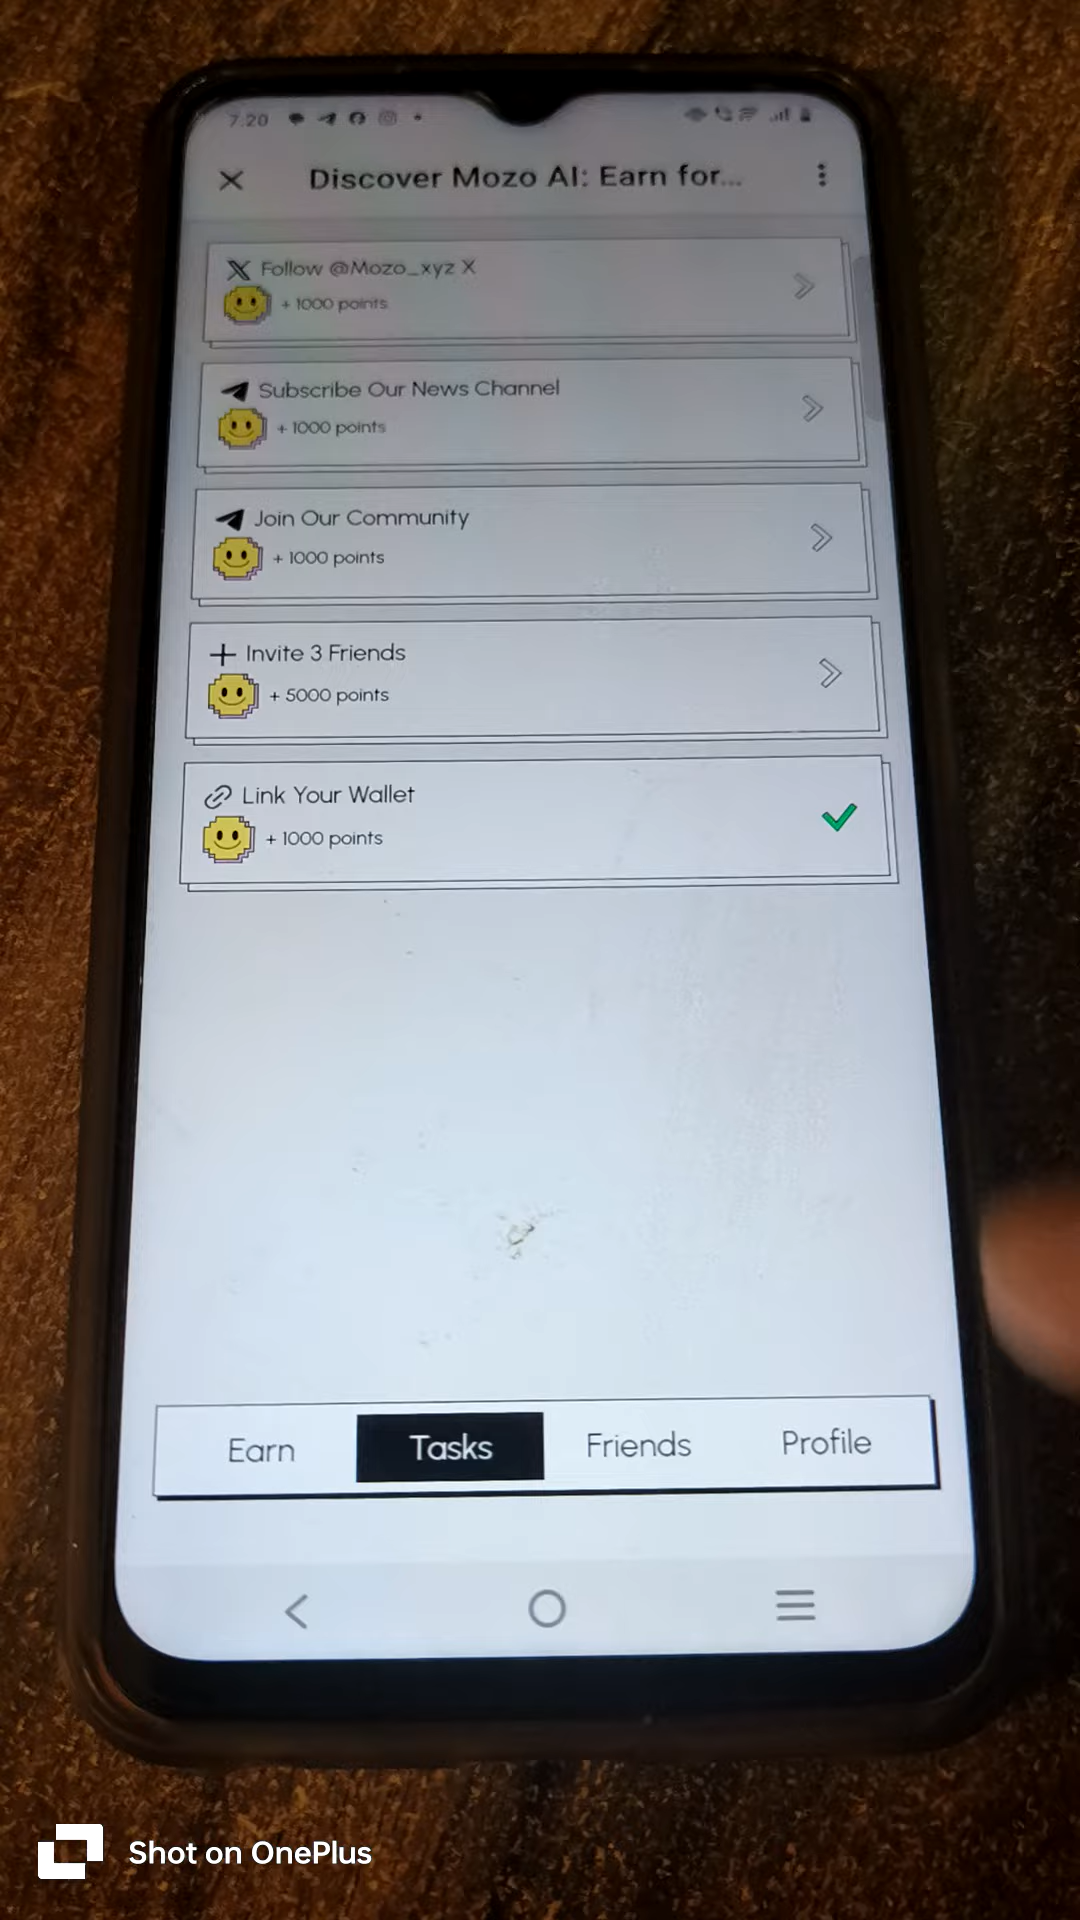 7.20
Discover Mozo AI: Earn for...
Follow @Mozo_xyz X
+ 1000 points
Subscribe Our News Channel
+ 1000 points
Join Our Community
+ 1000 points
Invite 3 Friends
+ 5000 points
Link Your Wallet
+ 1000 points
Earn Tasks Friends Profile
Shot on OnePlus